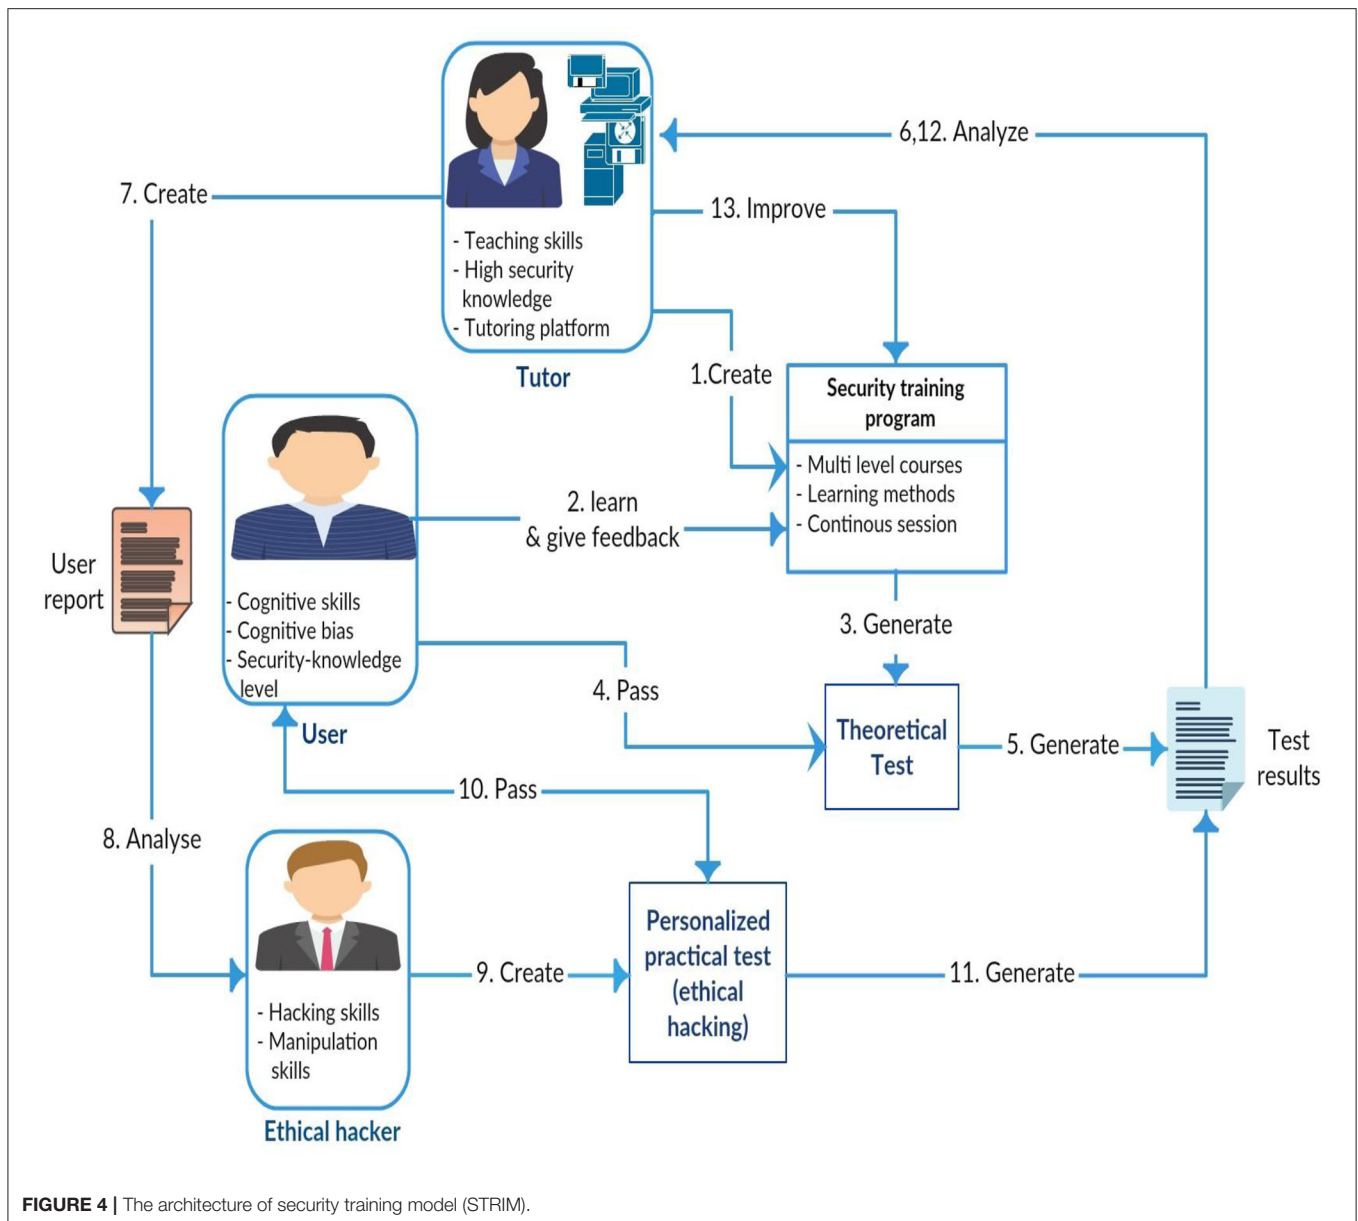 6,12. Analyze
7. Create
13. Improve
- Teaching skills
- High security
knowledge
- Tutoring platform
Tutor
1.Create
Security training
program
- Multi level courses
- Learning methods
- Continous session
2. learn
& give feedback
User
report
- Cognitive skills
- Cognitive bias
- Security-knowledge
level
User
3. Generate
4. Pass
Theoretical
Test
5. Generate
Test
results
10. Pass
8. Analyse
- Hacking skills
- Manipulation
skills
Ethical hacker
9. Create
Personalized
practical test
(ethical
hacking)
11. Generate
FIGURE 4 | The architecture of security training model (STRIM).